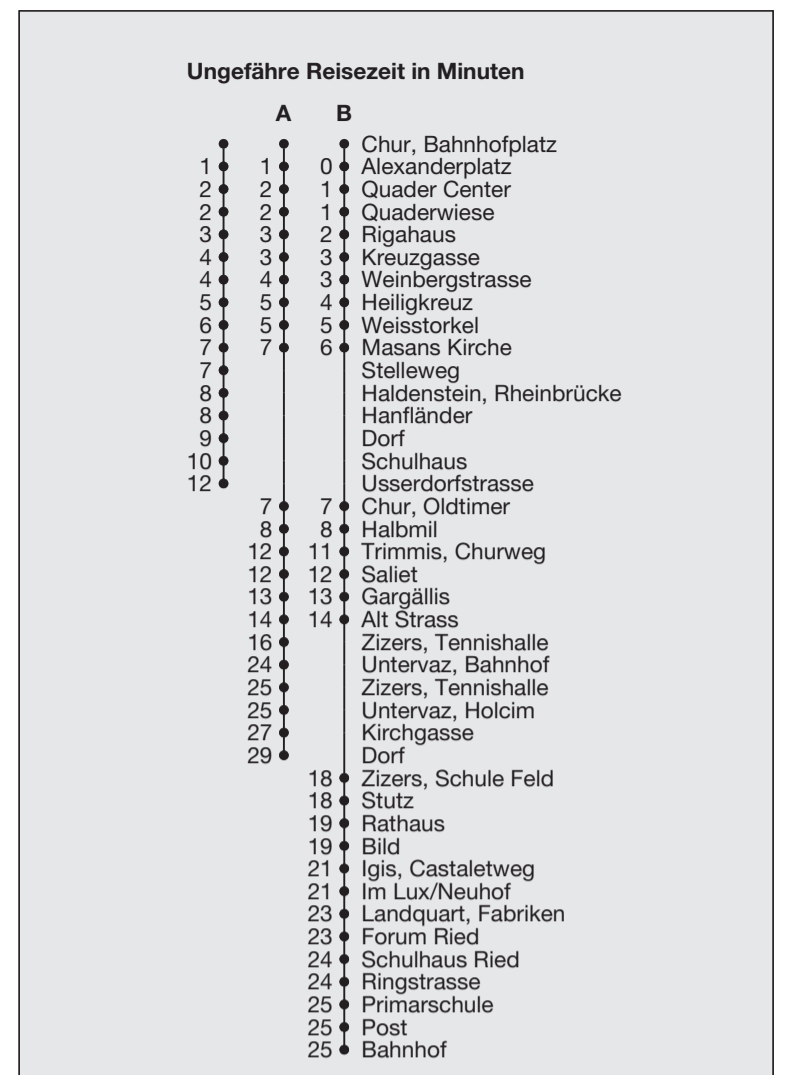 Ungefähre Reisezeit in Minuten
A B
Chur, Bahnhofplatz
1 1 0 Alexanderplatz
2 2 1 Quader Center
2 2 1 Quaderwiese
3 3 2 Rigahaus
4 3 3 Kreuzgasse
4 4 3 Weinbergstrasse
5 5 4 Heiligkreuz
6 5 5 Weisstorkel
7 7 6 Masans Kirche
7 Stelleweg
8 Haldenstein, Rheinbrücke
8 Hanfländer
9 Dorf
10 Schulhaus
12 Usserdorfstrasse
7 7 Chur, Oldtimer
8 8 Halbmil
12 11 Trimmis, Churweg
12 12 Saliet
13 13 Gargällis
14 14 Alt Strass
16 Zizers, Tennishalle
24 Untervaz, Bahnhof
25 Zizers, Tennishalle
25 Untervaz, Holcim
27 Kirchgasse
29 Dorf
18 Zizers, Schule Feld
18 Stutz
19 Rathaus
19 Bild
21 Igis, Castaletweg
21 Im Lux/Neuhof
23 Landquart, Fabriken
23 Forum Ried
24 Schulhaus Ried
24 Ringstrasse
25 Primarschule
25 Post
25 Bahnhof